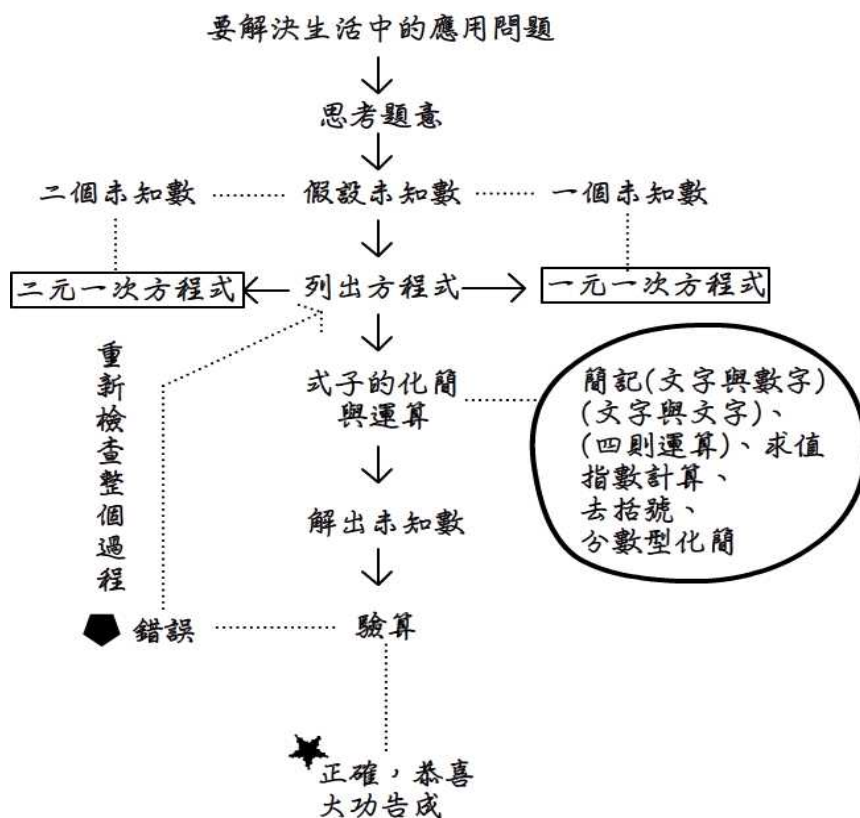 要解決生活中的應用問題
思考題意
二個未知數
假設未知數
一個未知數
二元一次方程式
列出方程式
一元一次方程式
重新檢查整個過程
式子的化簡
與運算
簡記(文字與數字)
(文字與文字)、
(四則運算)、求值
指數計算、
去括號、
分數型化簡
解出未知數
錯誤
驗算
正確，恭喜
大功告成